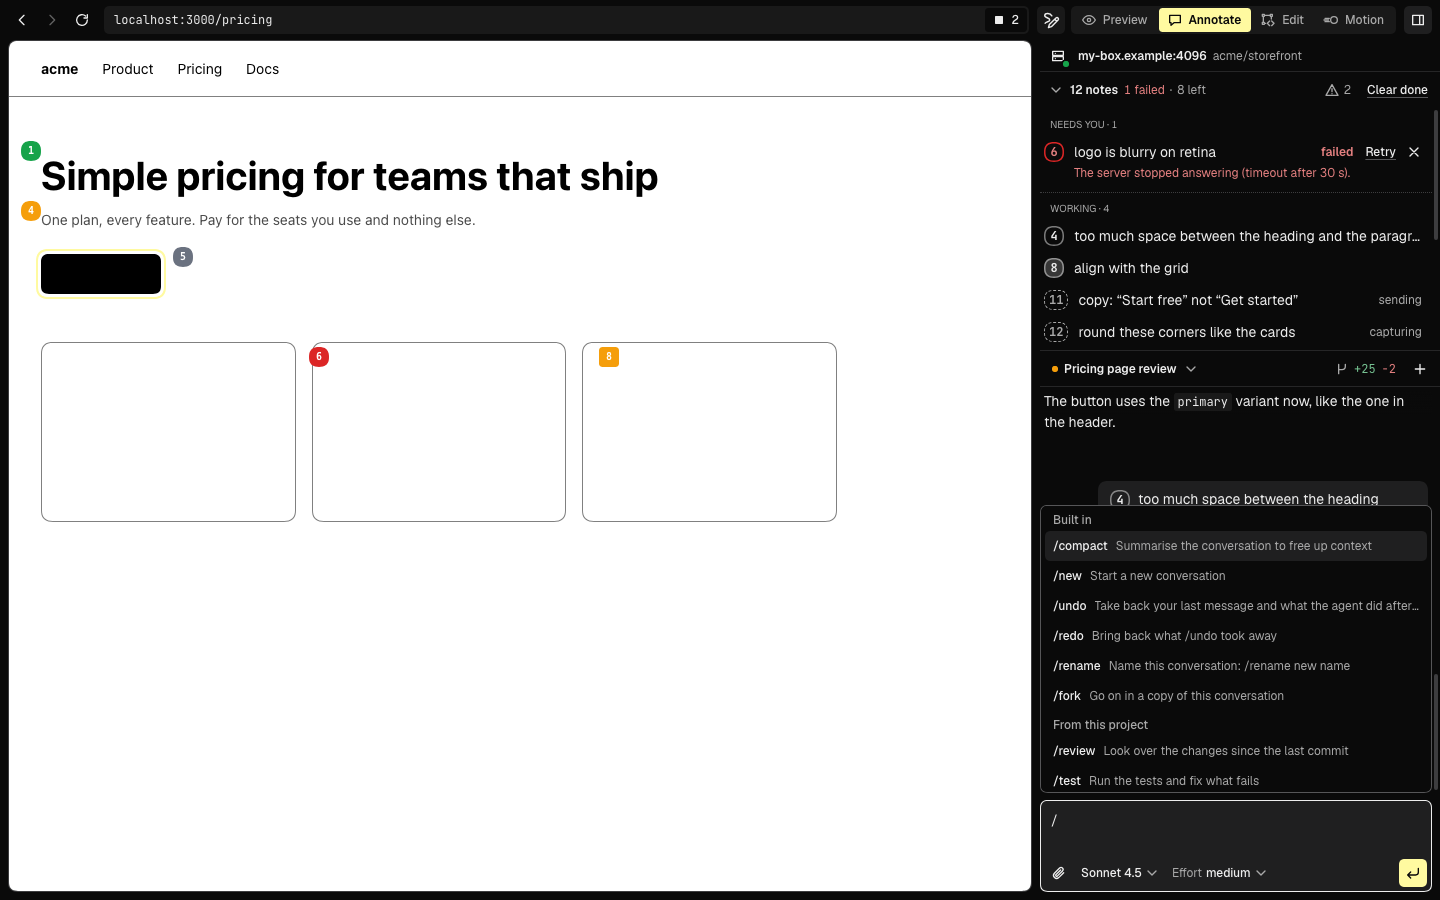 localhost:3000/pricing
2
Preview
Annotate
Edit
Motion
acme
Product
Pricing
Docs
1
Simple pricing for teams that ship
4
One plan, every feature. Pay for the seats you use and nothing else.
5
6
8
my-box.example:4096 acme/storefront
12 notes 1 failed · 8 left
2
Clear done
NEEDS YOU · 1
6 logo is blurry on retina failed Retry
The server stopped answering (timeout after 30 s).
WORKING · 4
4 too much space between the heading and the paragr…
8 align with the grid
11 copy: “Start free” not “Get started” sending
12 round these corners like the cards capturing
Pricing page review +25 -2
The button uses the primary variant now, like the one in
the header.
4 too much space between the heading
Built in
/compact Summarise the conversation to free up context
/new Start a new conversation
/undo Take back your last message and what the agent did after…
/redo Bring back what /undo took away
/rename Name this conversation: /rename new name
/fork Go on in a copy of this conversation
From this project
/review Look over the changes since the last commit
/test Run the tests and fix what fails
/
Sonnet 4.5 Effort medium